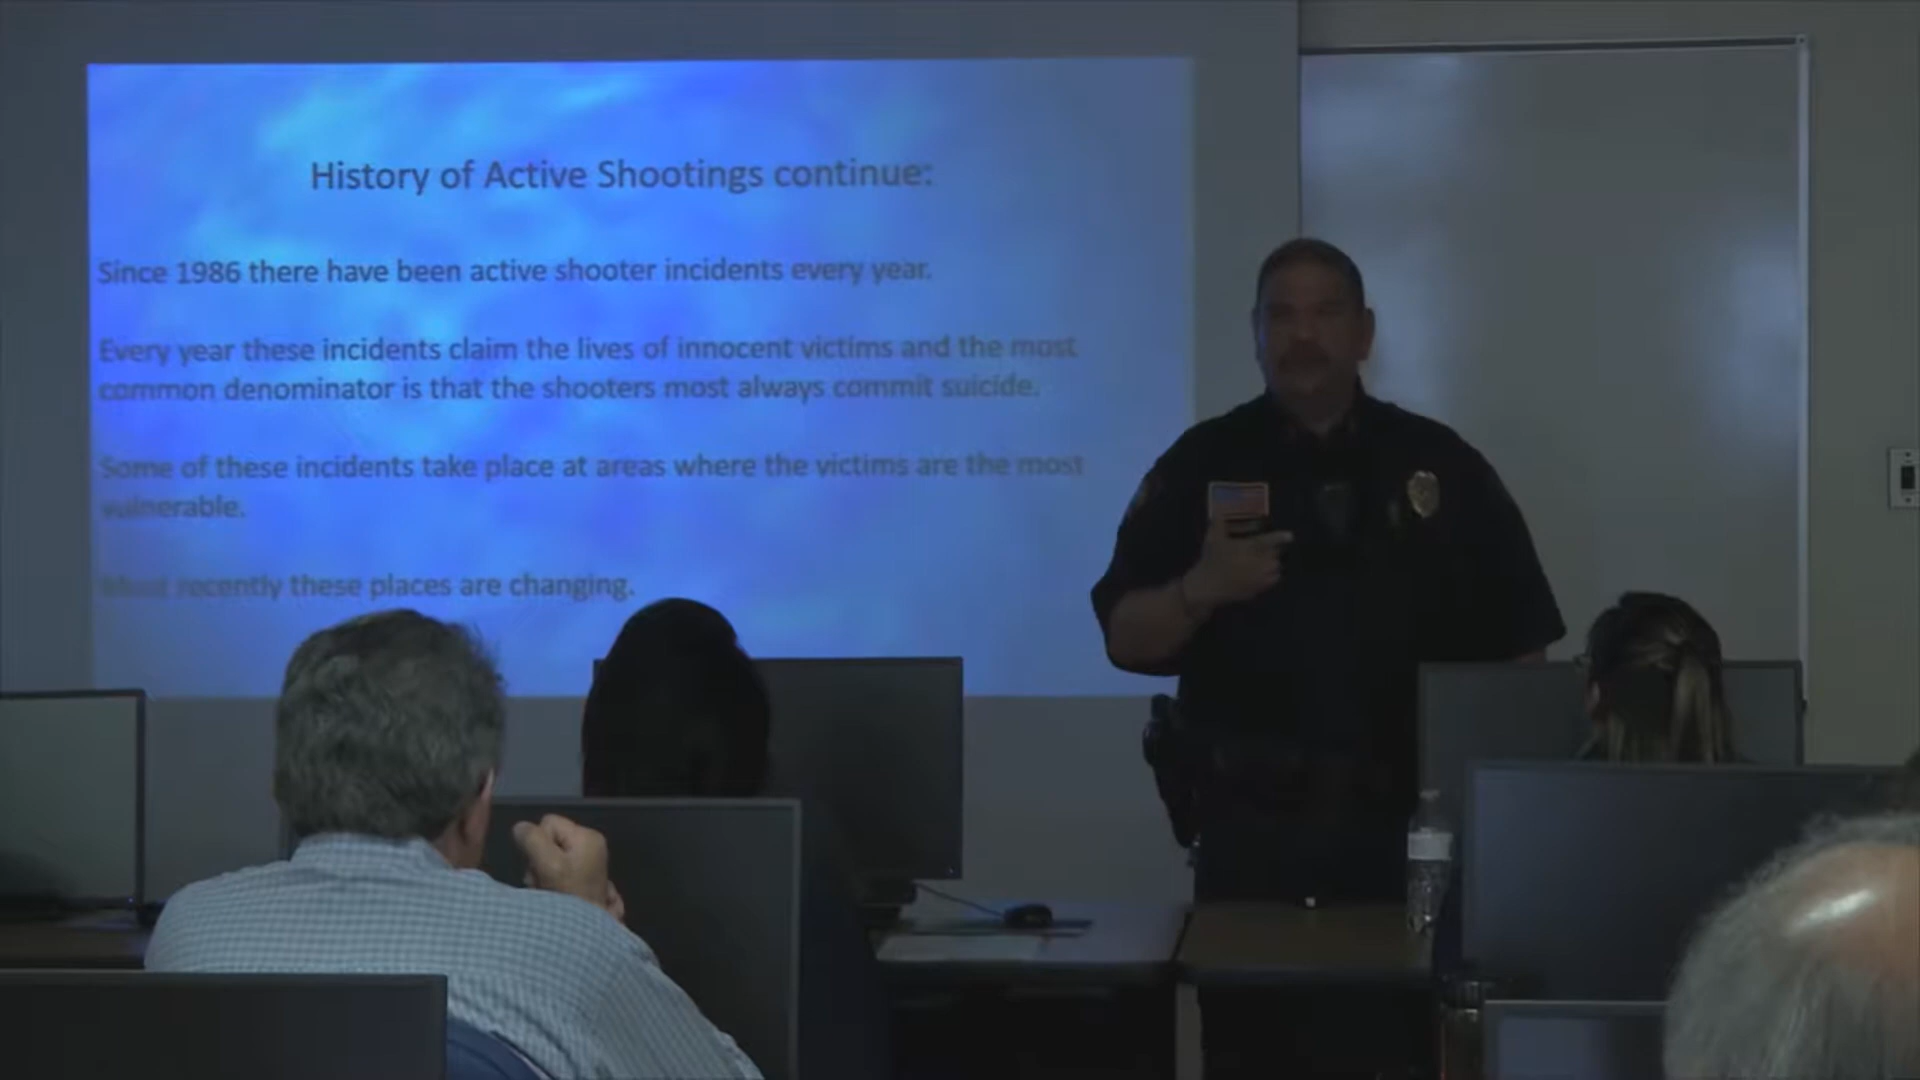 History of Active Shootings continue:
Since 1986 there have been active shooter incidents every year.
Every year these incidents claim the lives of innocent victims and the most
common denominator is that the shooters most always commit suicide.
Some of these incidents take place at areas where the victims are the most
vulnerable.
Most recently these places are changing.